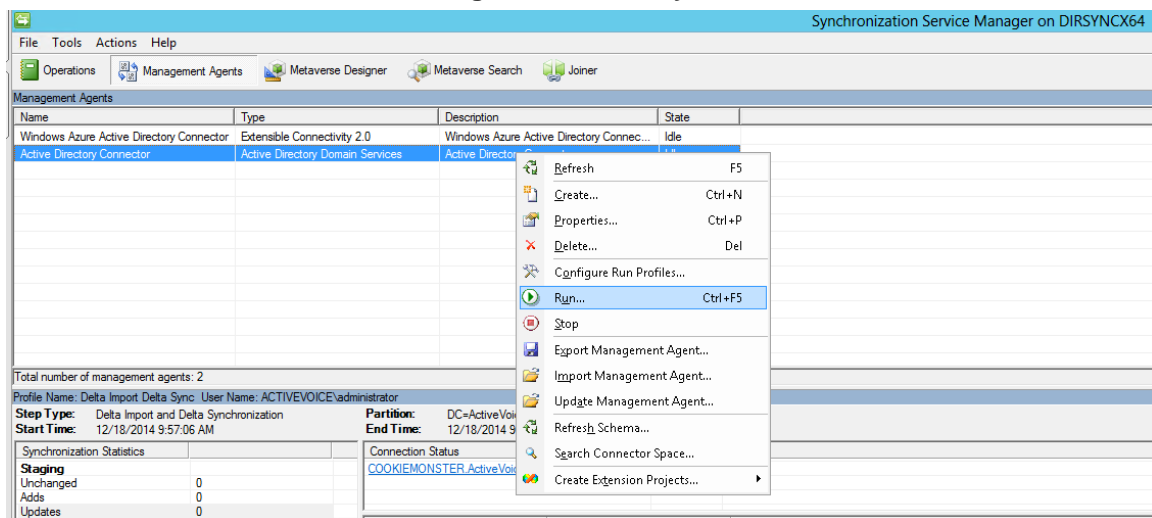 Synchronization Service Manager on DIRSYNCX64
File Tools Actions Help
Operations Management Agents Metaverse Designer Metaverse Search Joiner
Management Agents
Name Type Description State
Windows Azure Active Directory Connector Extensible Connectivity 2.0 Windows Azure Active Directory Connec... Idle
Active Directory Connector Active Directory Domain Services Active Director
Refresh F5
Create... Ctrl+N
Properties... Ctrl+P
Delete... Del
Configure Run Profiles...
Run... Ctrl+F5
Stop
Export Management Agent...
Import Management Agent...
Update Management Agent...
Refresh Schema...
Search Connector Space...
Create Extension Projects...
Total number of management agents: 2
Profile Name: Delta Import Delta Sync User Name: ACTIVEVOICE\administrator
Step Type: Delta Import and Delta Synchronization Partition: DC=ActiveVoi
Start Time: 12/18/2014 9:57:06 AM End Time: 12/18/2014 9
Synchronization Statistics Connection Status
Staging COOKIEMONSTER.ActiveVoic
Unchanged 0
Adds 0
Updates 0